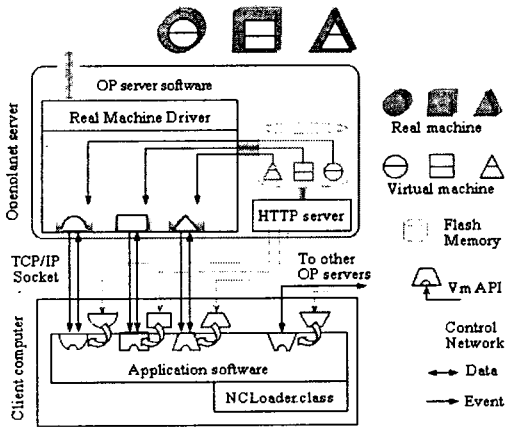 OP server software
Real Machine Driver
Openplanet server
HTTP server
TCP/IP
Socket
To other
OP servers
Client computer
Application software
NCLoader.class
Real machine
Virtual machine
Flash
Memory
Vm API
Control
Network
Data
Event